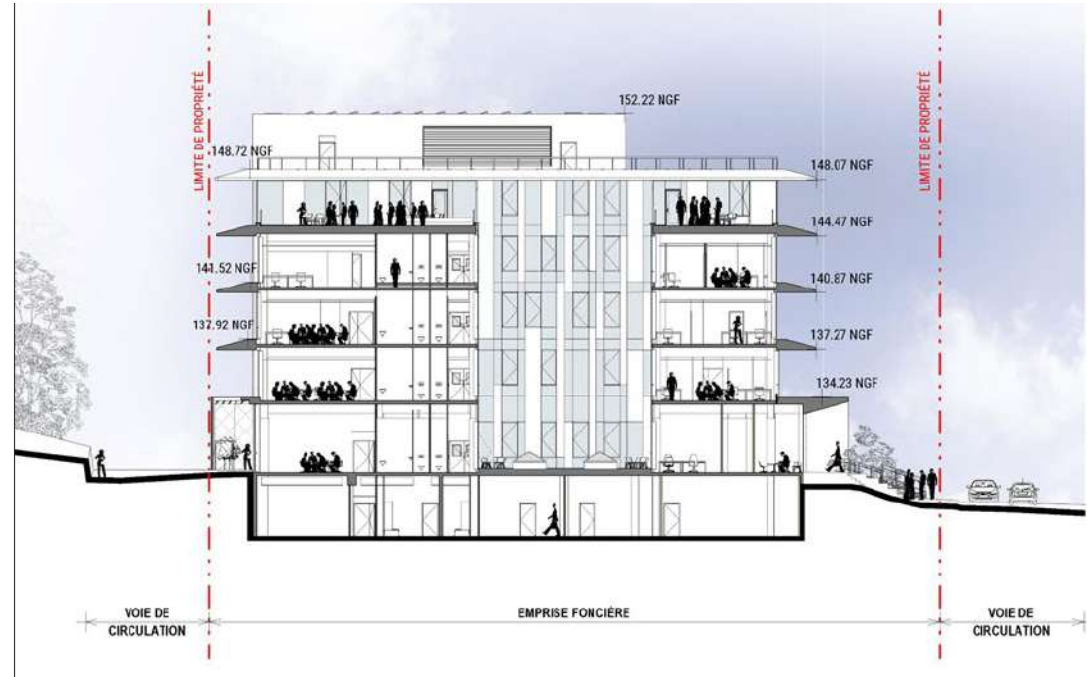 LIMITE DE PROPRIÉTÉ
LIMITE DE PROPRIÉTÉ
152.22 NGF
148.72 NGF
148.07 NGF
144.47 NGF
141.52 NGF
140.87 NGF
137.92 NGF
137.27 NGF
134.23 NGF
VOIE DE
CIRCULATION
EMPRISE FONCIÈRE
VOIE DE
CIRCULATION